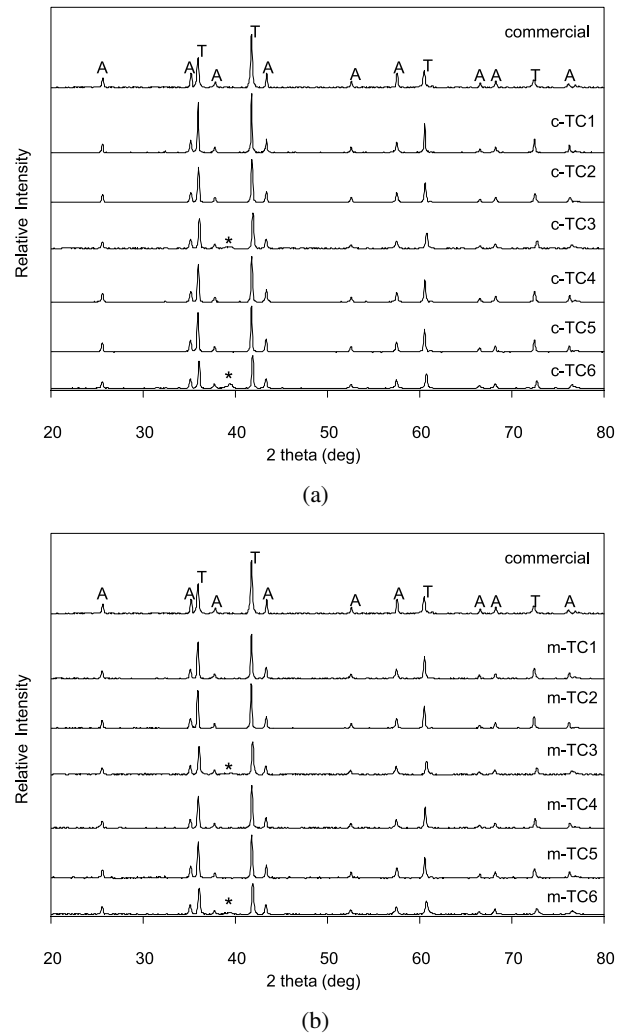 commercial
A A T A T A A A T A A T A
c-TC1
c-TC2
* c-TC3
c-TC4
c-TC5
* c-TC6
Relative Intensity
20 30 40 50 60 70 80
2 theta (deg)
(a)
commercial
A A T A T A A A T A A T A
m-TC1
m-TC2
* m-TC3
m-TC4
m-TC5
* m-TC6
Relative Intensity
20 30 40 50 60 70 80
2 theta (deg)
(b)